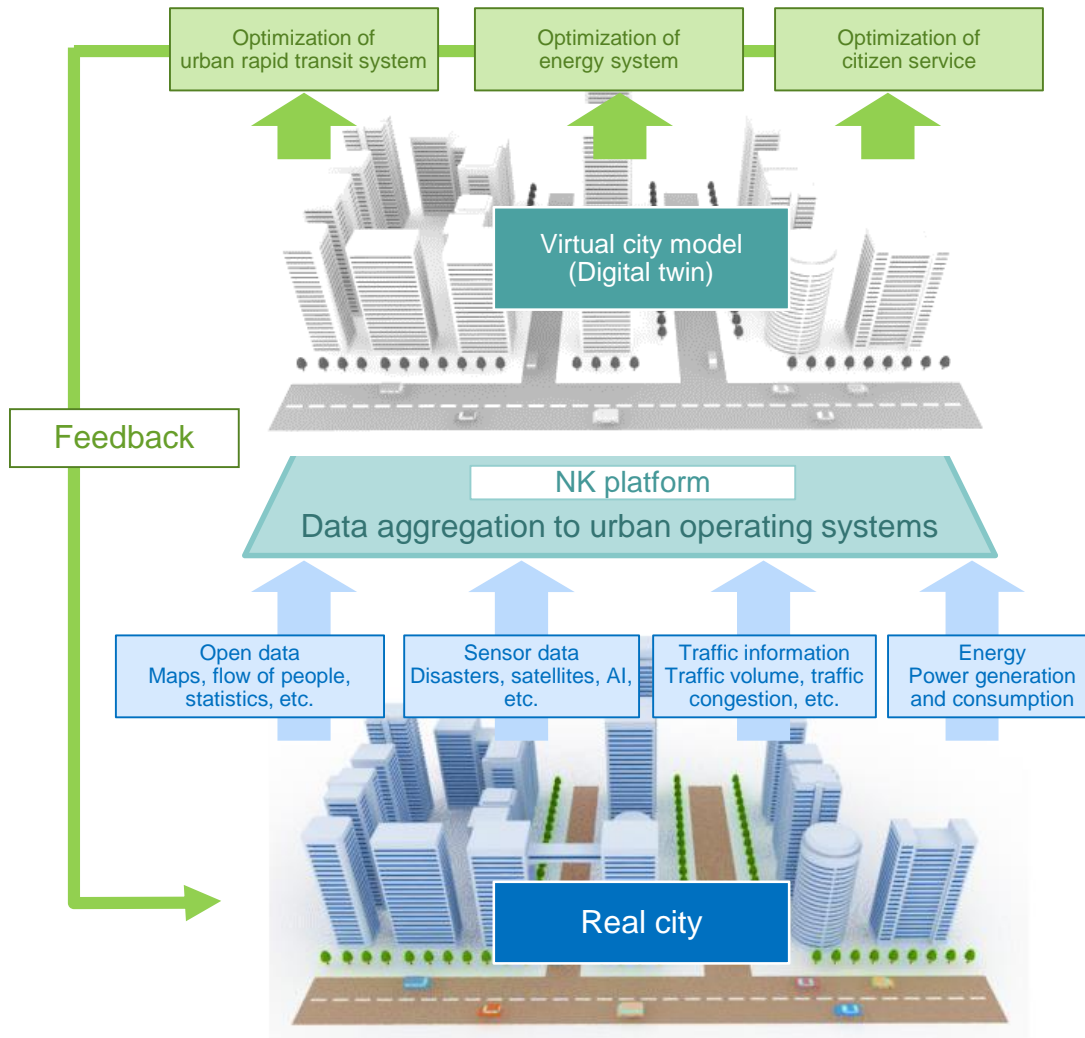 Optimization of
urban rapid transit system
Optimization of
energy system
Optimization of
citizen service
Virtual city model
(Digital twin)
Feedback
NK platform
Data aggregation to urban operating systems
Open data
Maps, flow of people,
statistics, etc.
Sensor data
Disasters, satellites, AI,
etc.
Traffic information
Traffic volume, traffic
congestion, etc.
Energy
Power generation
and consumption
Real city